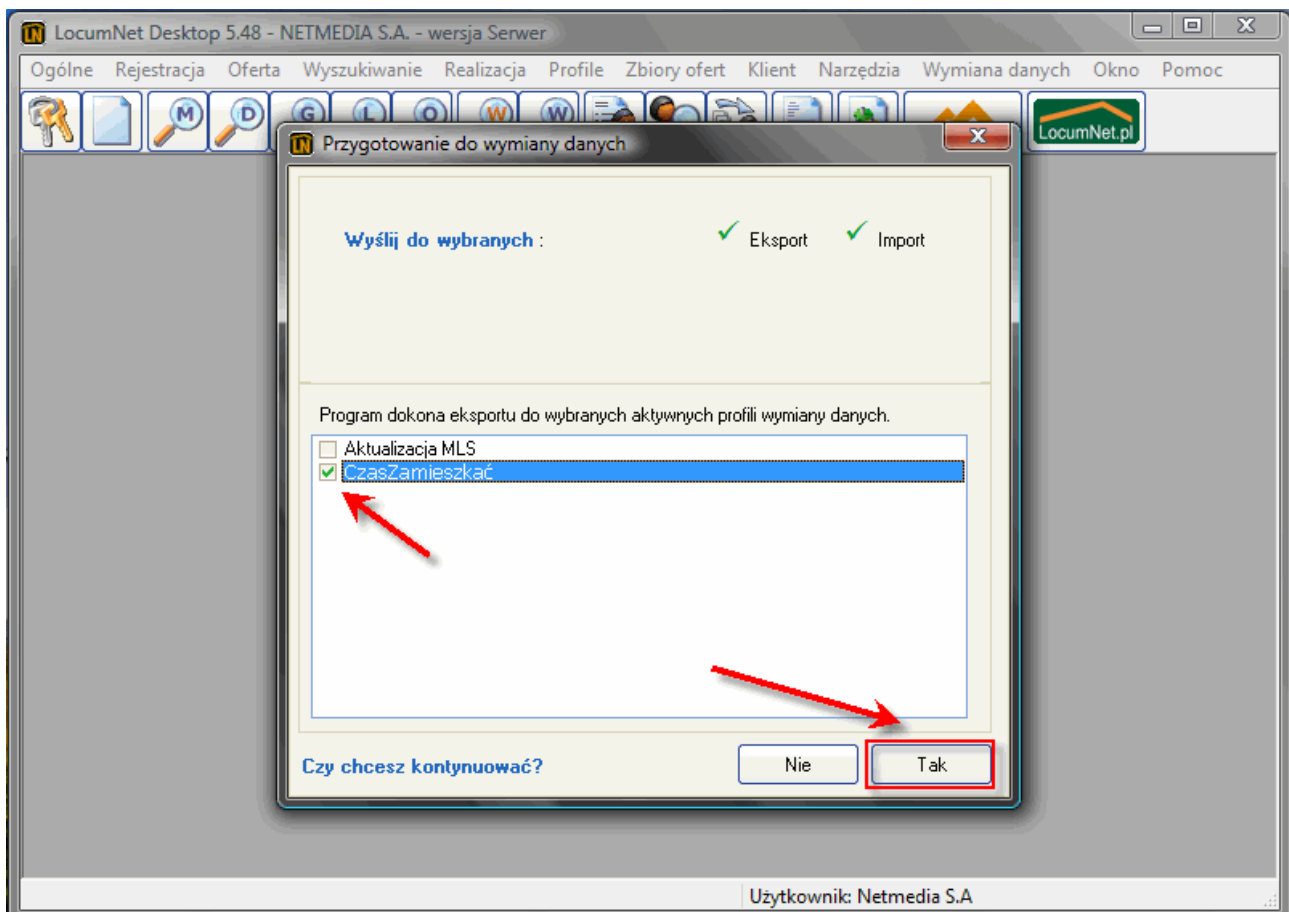 LN LocumNet Desktop 5.48 - NETMEDIA S.A. - wersja Serwer
Ogólne Rejestracja Oferta Wyszukiwanie Realizacja Profile Zbiory ofert Klient Narzędzia Wymiana danych Okno Pomoc
M D G L O W W LocumNet.pl
LN Przygotowanie do wymiany danych
Wyślij do wybranych : Eksport Import
Program dokona eksportu do wybranych aktywnych profili wymiany danych.
Aktualizacja MLS
CzasZamieszkać
Czy chcesz kontynuować? Nie Tak
Użytkownik: Netmedia S.A